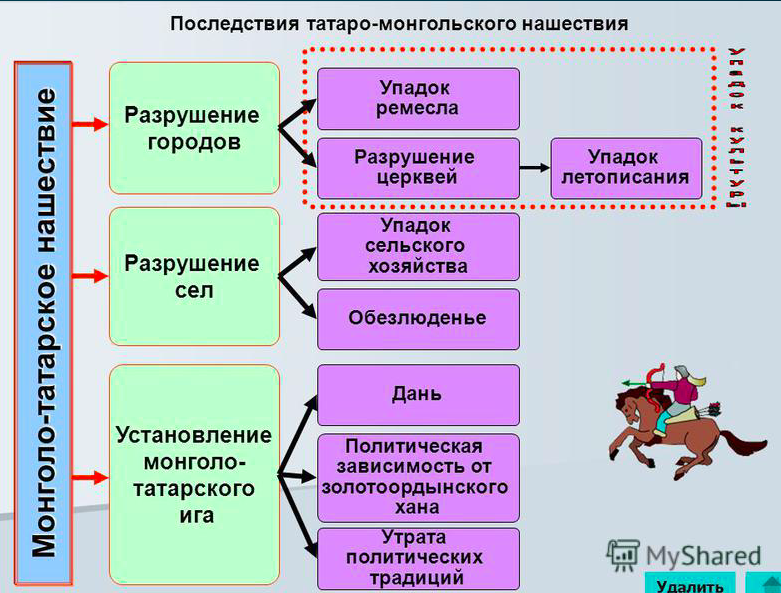 Последствия татаро-монгольского нашествия
Монголо-татарское нашествие
Разрушение
городов
Упадок
ремесла
Разрушение
церквей
Упадок
летописания
Разрушение
сел
Упадок
сельского
хозяйства
Обезлюденье
Установление
монголо-
татарского
ига
Дань
Политическая
зависимость от
золотоордынского
хана
Утрата
политических
традиций
MyShared
Удалить